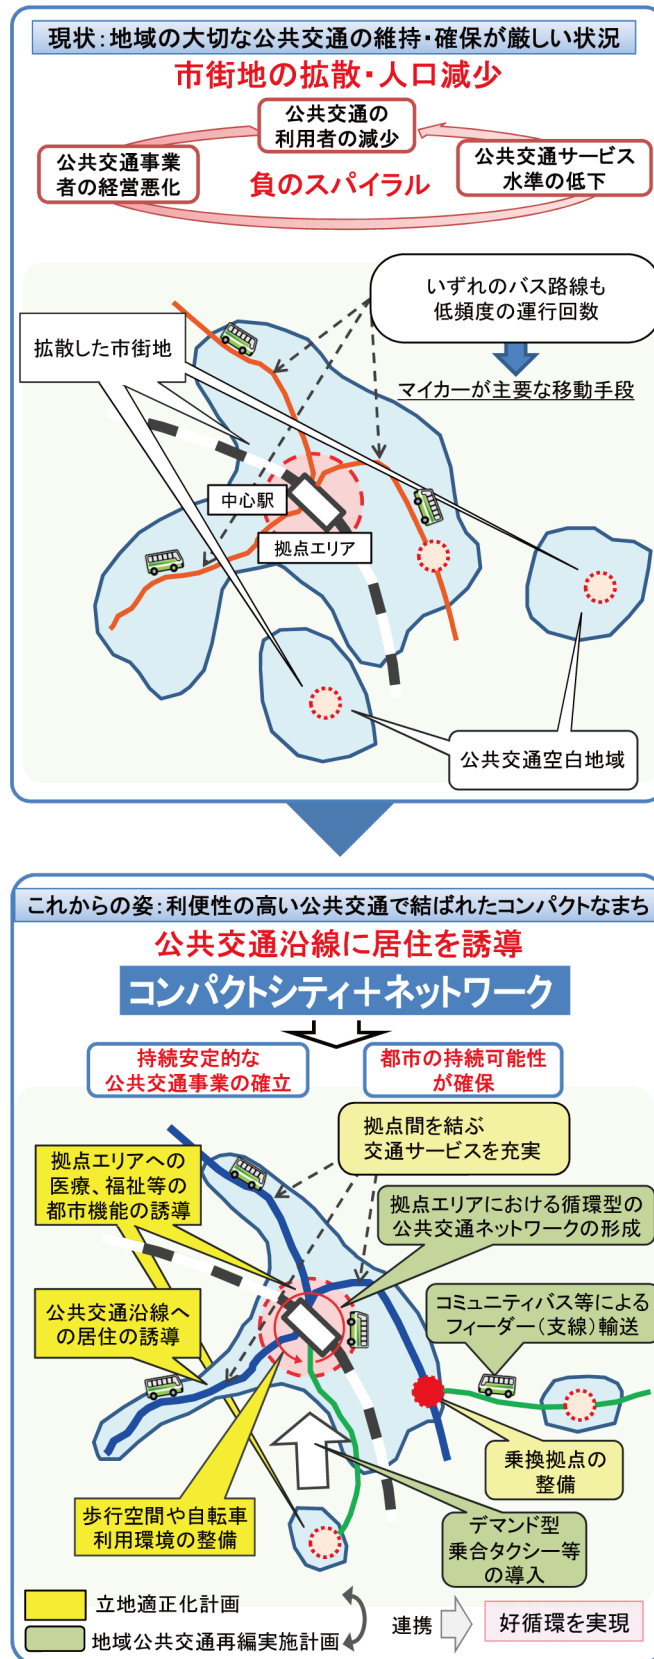 現状：地域の大切な公共交通の維持・確保が厳しい状況
市街地の拡散・人口減少
公共交通の
利用者の減少
公共交通事業
者の経営悪化
負のスパイラル
公共交通サービス
水準の低下
いずれのバス路線も
低頻度の運行回数
拡散した市街地
マイカーが主要な移動手段
中心駅
拠点エリア
公共交通空白地域
これからの姿：利便性の高い公共交通で結ばれたコンパクトなまち
公共交通沿線に居住を誘導
コンパクトシティ＋ネットワーク
持続安定的な
公共交通事業の確立
都市の持続可能性
が確保
拠点間を結ぶ
交通サービスを充実
拠点エリアへの
医療、福祉等の
都市機能の誘導
拠点エリアにおける循環型の
公共交通ネットワークの形成
公共交通沿線へ
の居住の誘導
コミュニティバス等による
フィーダー（支線）輸送
乗換拠点の
整備
歩行空間や自転車
利用環境の整備
デマンド型
乗合タクシー等
の導入
立地適正化計画
地域公共交通再編実施計画
連携
好循環を実現